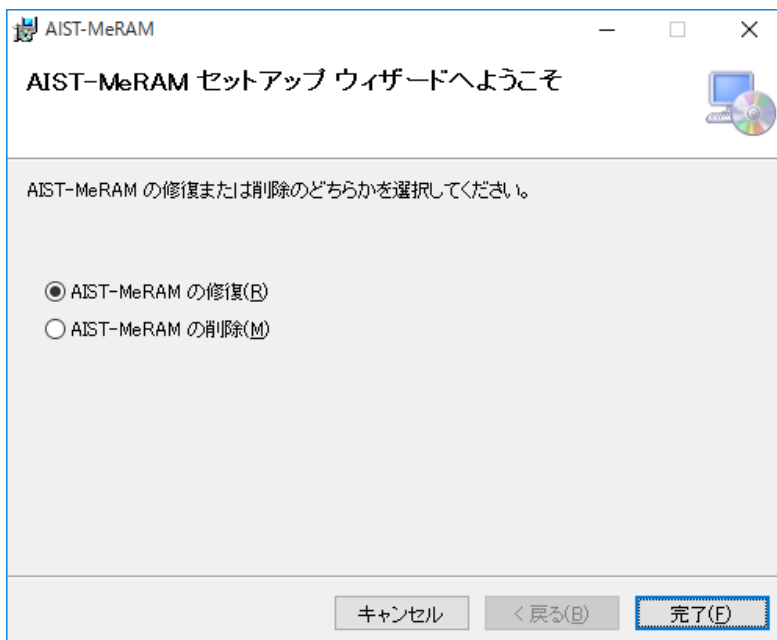 AIST-MeRAM
AIST-MeRAM セットアップ ウィザードへようこそ
AIST-MeRAM の修復または削除のどちらかを選択してください。
AIST-MeRAM の修復(R)
AIST-MeRAM の削除(M)
キャンセル
< 戻る(B)
完了(F)